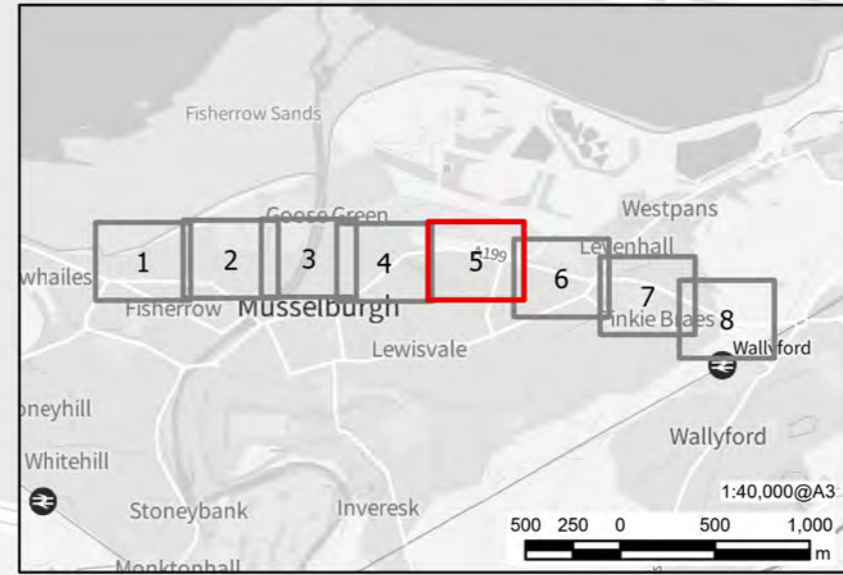 Fisherrow Sands
Goose Green
Westpans
Levenhall
A199
1
2
3
4
5
6
7
8
whailes
Fisherrow
Musselburgh
inkie Braes
Wallyford
Lewisvale
oneyhill
Whitehill
Wallyford
Stoneybank
Inveresk
Monktonhall
1:40,000@A3
500 250 0 500 1,000
m